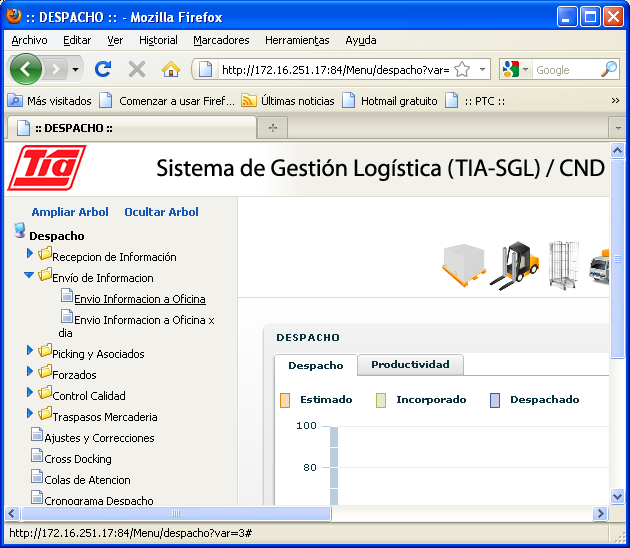 :: DESPACHO :: - Mozilla Firefox
Archivo Editar Ver Historial Marcadores Herramientas Ayuda
http://172.16.251.17:84/Menu/despacho?var= Google
Más visitados Comenzar a usar Firef... Últimas noticias Hotmail gratuito :: PTC :: »
:: DESPACHO ::
Tia Sistema de Gestión Logística (TIA-SGL) / CND
Ampliar Arbol Ocultar Arbol
Despacho
Recepcion de Información
Envío de Informacion
Envio Informacion a Oficina
Envio Informacion a Oficina x
dia
Picking y Asociados
Forzados
Control Calidad
Traspasos Mercaderia
Ajustes y Correcciones
Cross Docking
Colas de Atencion
Cronograma Despacho
DESPACHO
Despacho Productividad
Estimado Incorporado Despachado
100
80
http://172.16.251.17:84/Menu/despacho?var=3#